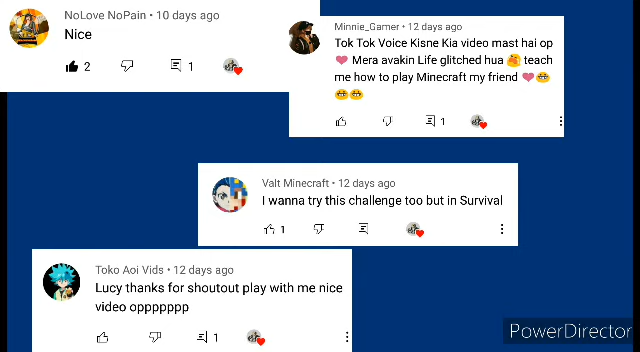 NoLove NoPain • 10 days ago
Nice
2
1
Minnie_Gamer • 12 days ago
Tok Tok Voice Kisne Kia video mast hai op
Mera avakin Life glitched hua 🥳 teach
me how to play Minecraft my friend
1
Valt Minecraft • 12 days ago
I wanna try this challenge too but in Survival
1
Toko Aoi Vids • 12 days ago
Lucy thanks for shoutout play with me nice
video oppppppp
1
PowerDirector